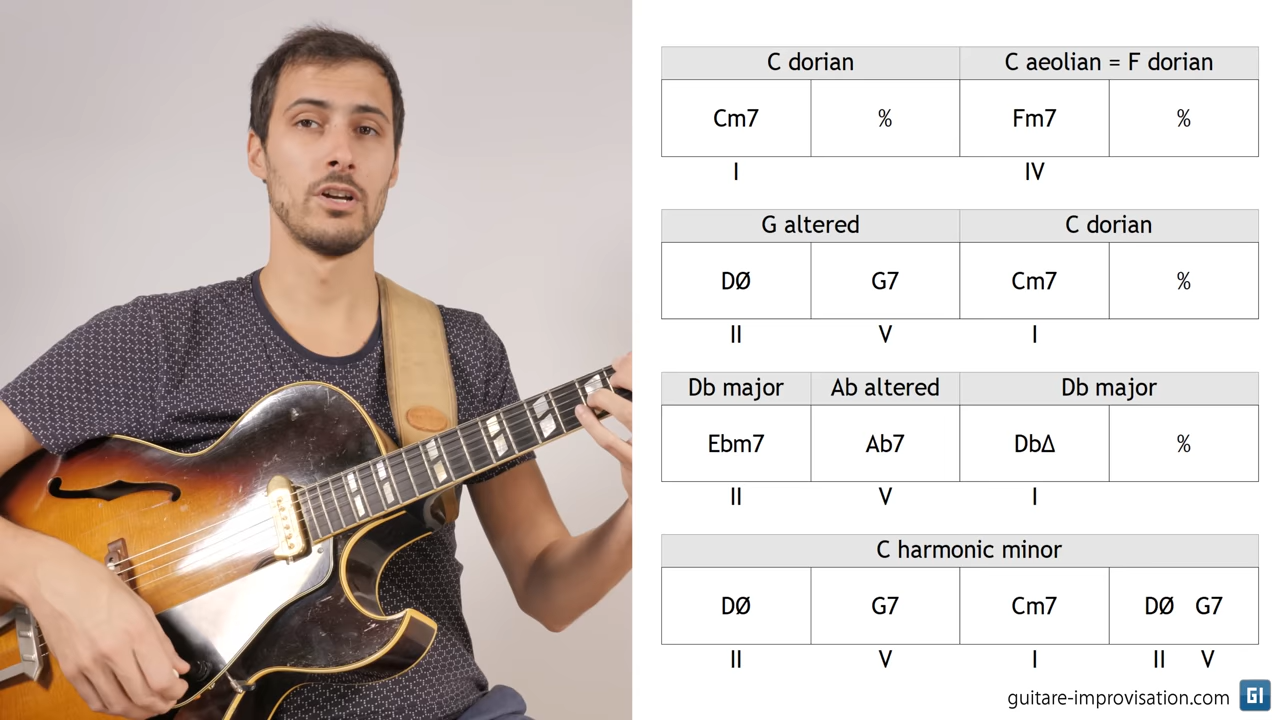 C dorian C aeolian = F dorian
Cm7 % Fm7 %
I IV
G altered C dorian
DØ G7 Cm7 %
II V I
Db major Ab altered Db major
Ebm7 Ab7 Db∆ %
II V I
C harmonic minor
DØ G7 Cm7 DØ G7
II V I II V
guitare-improvisation.com GI